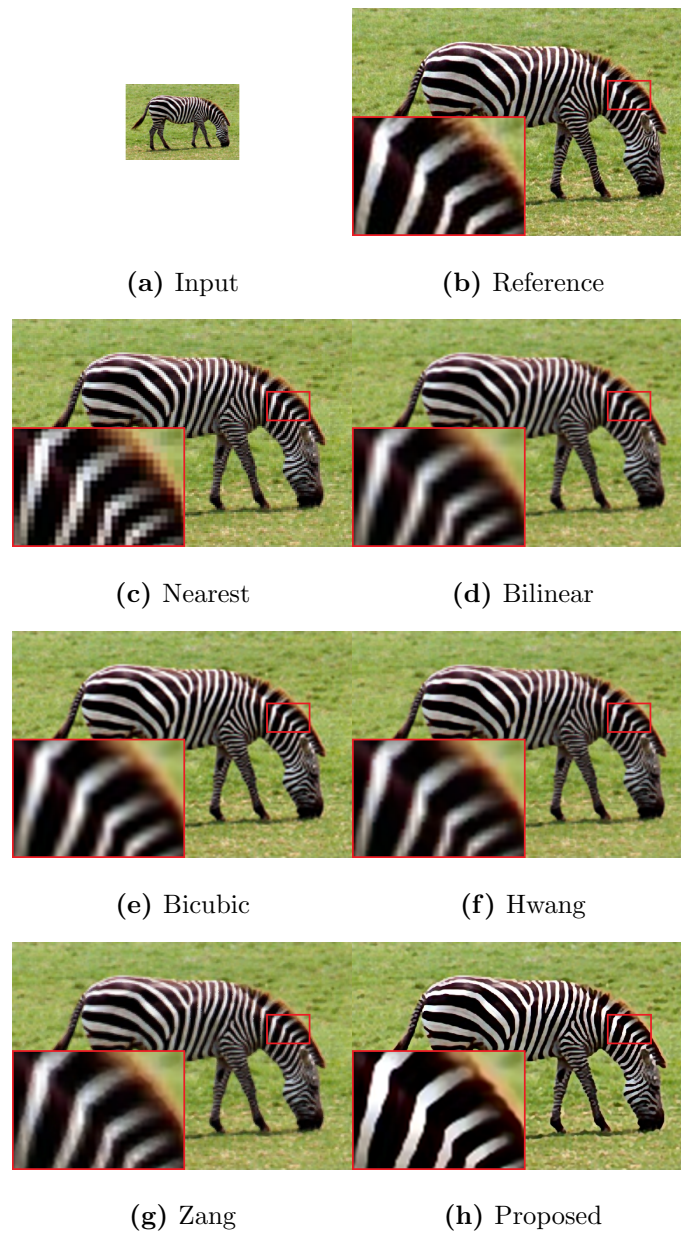 (a) Input
(b) Reference
(c) Nearest
(d) Bilinear
(e) Bicubic
(f) Hwang
(g) Zang
(h) Proposed